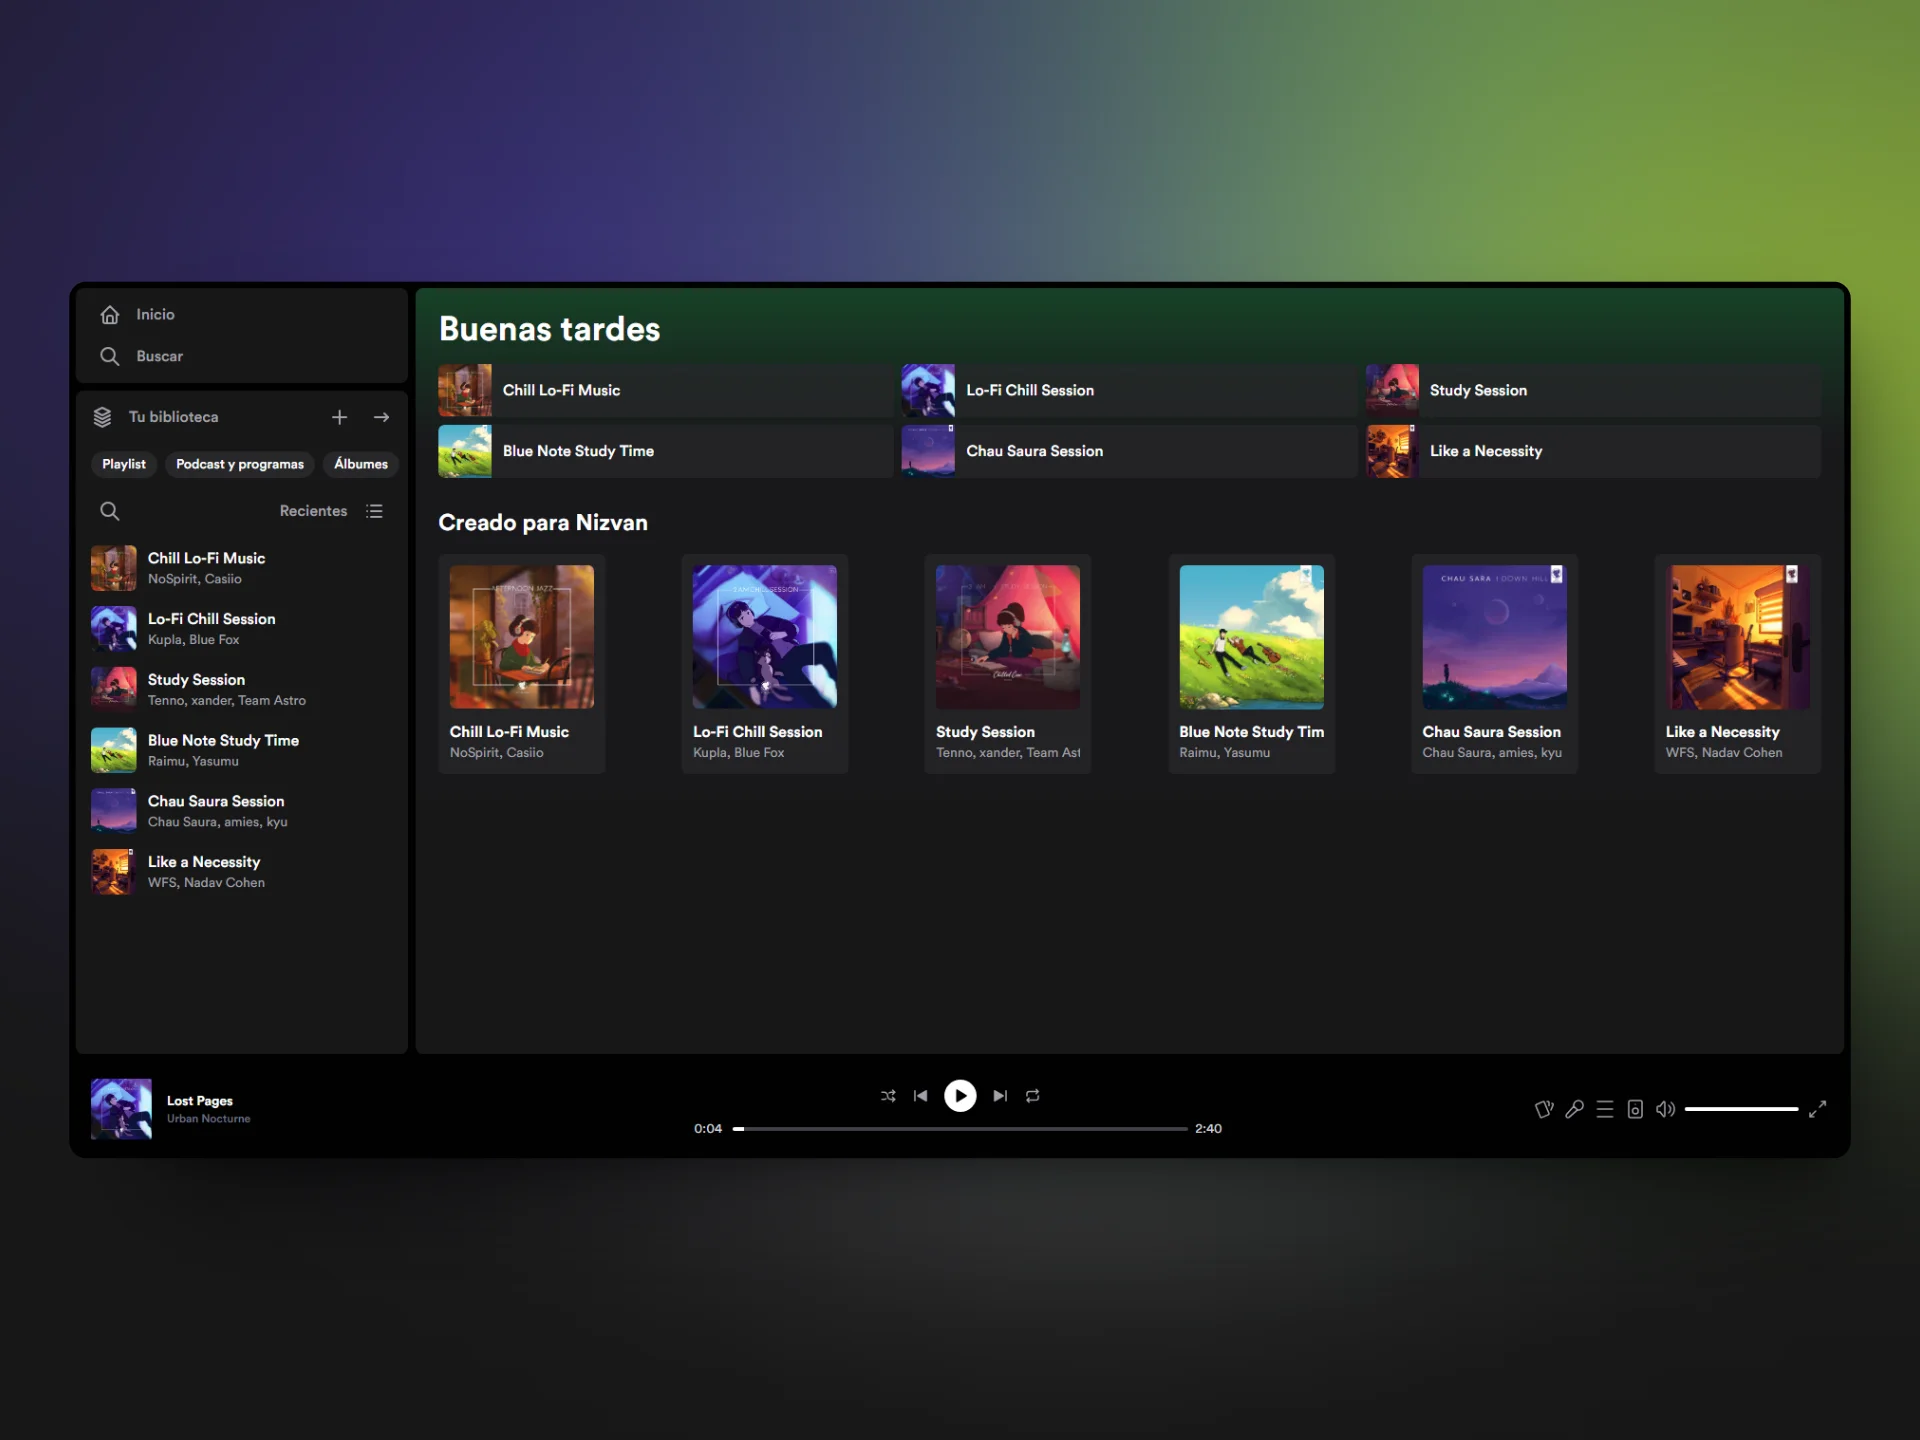 Inicio
Buscar
Tu biblioteca
Playlist
Podcast y programas
Álbumes
Recientes
Chill Lo-Fi Music
NoSpirit, Casiio
Lo-Fi Chill Session
Kupla, Blue Fox
Study Session
Tenno, xander, Team Astro
Blue Note Study Time
Raimu, Yasumu
Chau Saura Session
Chau Saura, amies, kyu
Like a Necessity
WFS, Nadav Cohen
Buenas tardes
Chill Lo-Fi Music
Lo-Fi Chill Session
Study Session
Blue Note Study Time
Chau Saura Session
Like a Necessity
Creado para Nizvan
AFTERNOON JAZZ
CHAU SARA
Chill Lo-Fi Music
NoSpirit, Casiio
Lo-Fi Chill Session
Kupla, Blue Fox
Study Session
Tenno, xander, Team Ast
Blue Note Study Tim
Raimu, Yasumu
Chau Saura Session
Chau Saura, amies, kyu
Like a Necessity
WFS, Nadav Cohen
Lost Pages
Urban Nocturne
0:04
2:40